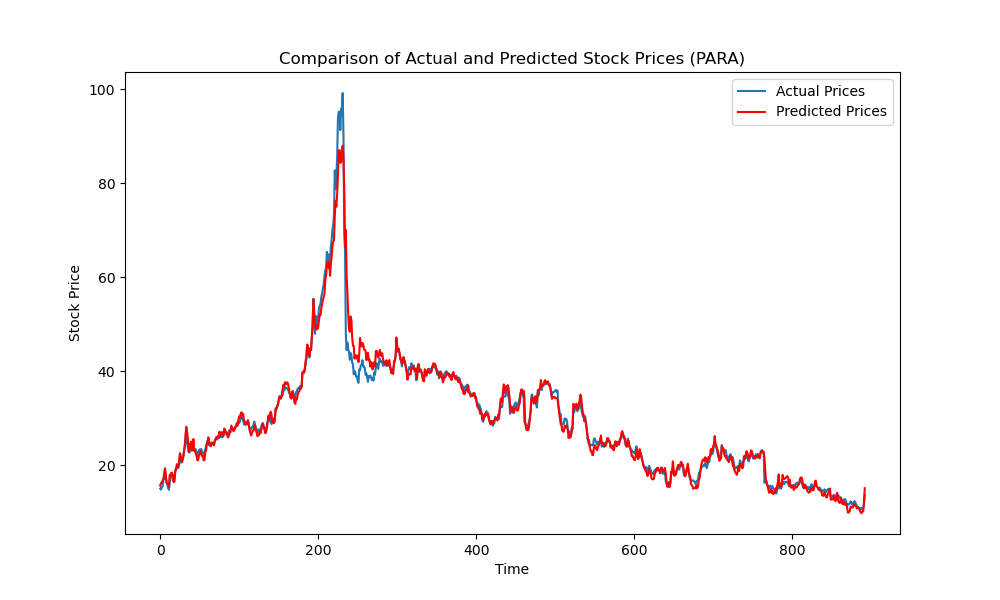 Comparison of Actual and Predicted Stock Prices (PARA)
Actual Prices
Predicted Prices
Stock Price
100
80
60
40
20
0 200 400 600 800
Time